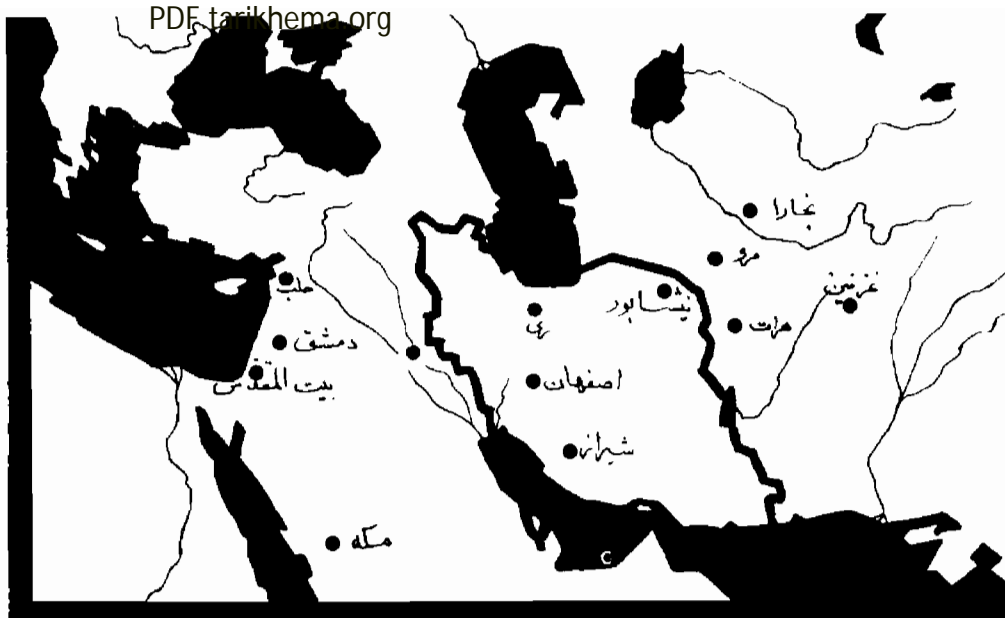 PDF.tarikhema.org
بخارا
مرو
غزنین
حلب
نیشابور
هرات
ری
دمشق
بیت المقدس
اصفهان
شیراز
مکه